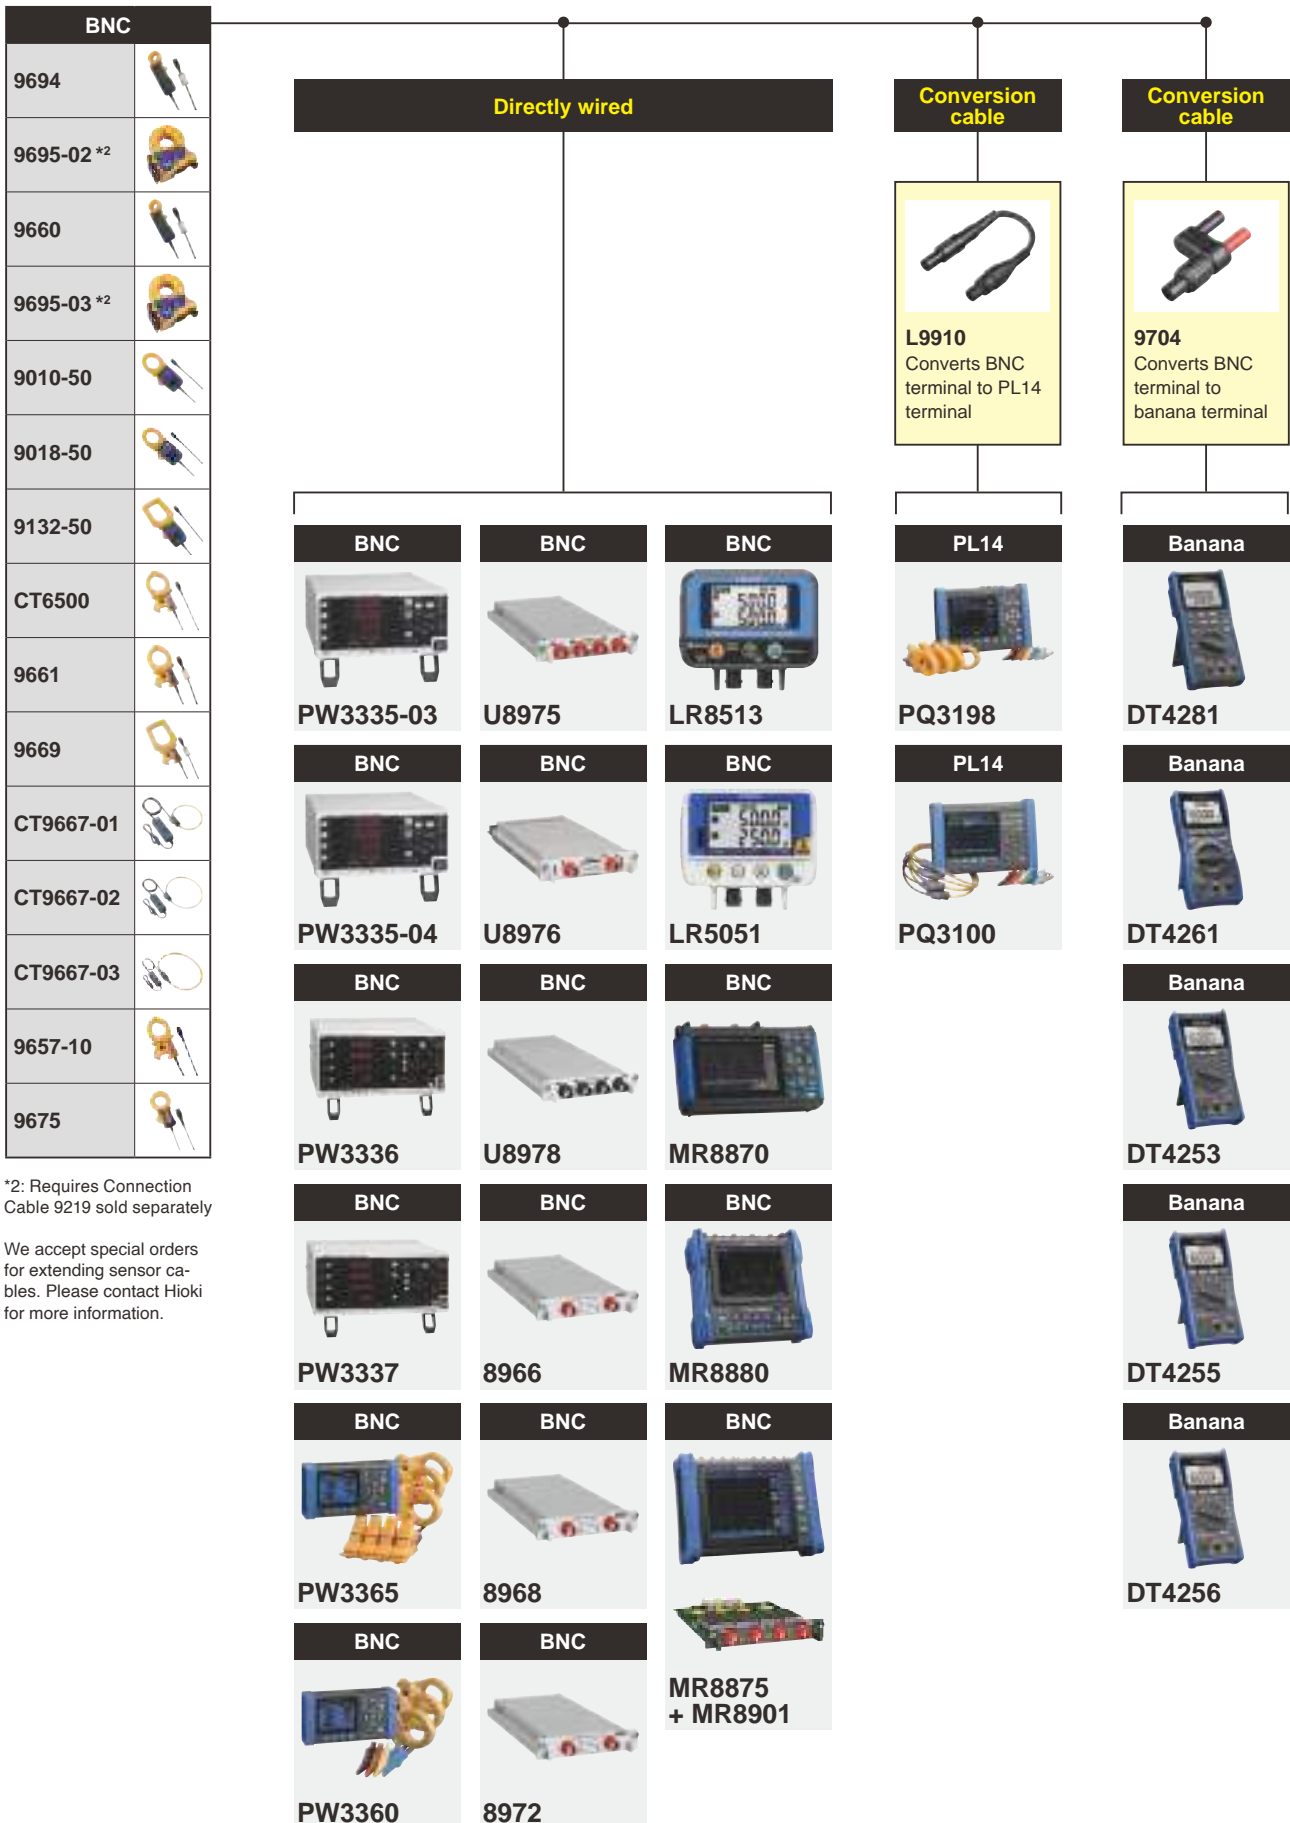 BNC
9694
9695-02 *2
9660
9695-03 *2
9010-50
9018-50
9132-50
CT6500
9661
9669
CT9667-01
CT9667-02
CT9667-03
9657-10
9675
*2: Requires Connection
Cable 9219 sold separately
We accept special orders
for extending sensor ca-
bles. Please contact Hioki
for more information.
Directly wired
BNC
PW3335-03
BNC
U8975
BNC
LR8513
BNC
PW3335-04
BNC
U8976
BNC
LR5051
BNC
PW3336
BNC
U8978
BNC
MR8870
BNC
PW3337
BNC
8966
BNC
MR8880
BNC
PW3365
BNC
8968
BNC
MR8875
+ MR8901
BNC
PW3360
BNC
8972
Conversion
cable
L9910
Converts BNC
terminal to PL14
terminal
PL14
PQ3198
PL14
PQ3100
Conversion
cable
9704
Converts BNC
terminal to
banana terminal
Banana
DT4281
Banana
DT4261
Banana
DT4253
Banana
DT4255
Banana
DT4256